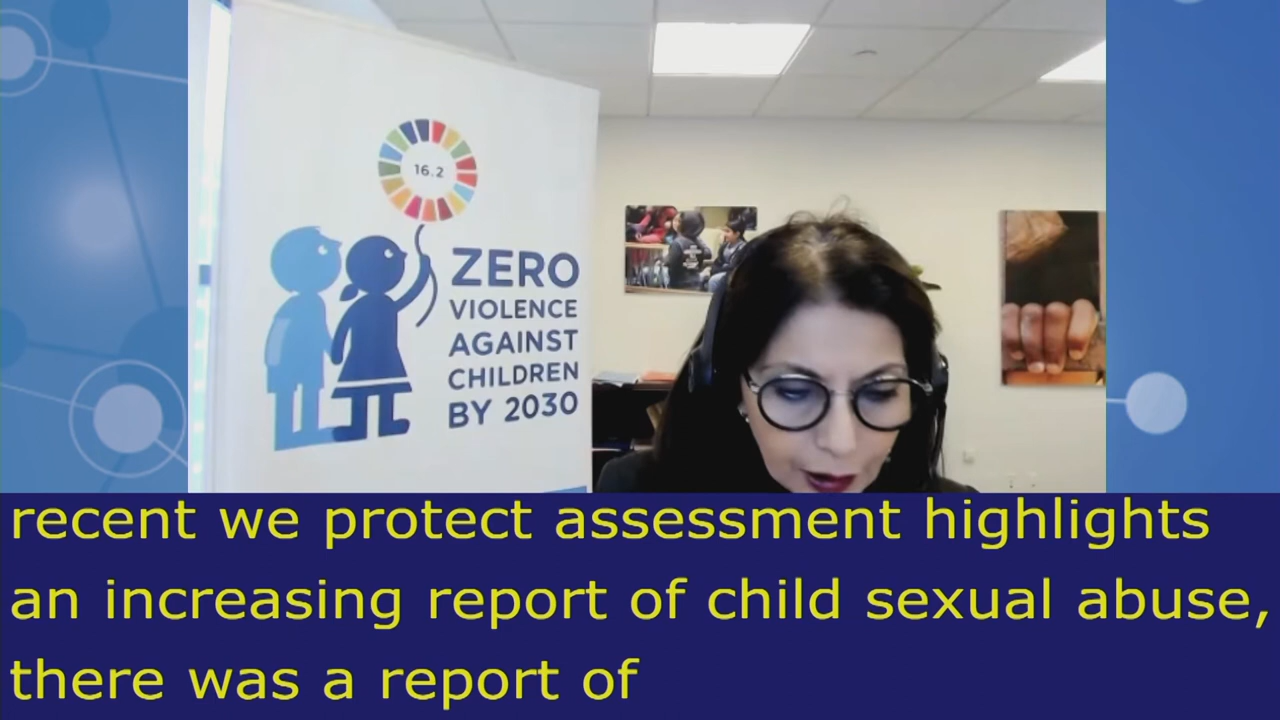 16.2
ZERO
VIOLENCE
AGAINST
CHILDREN
BY 2030
recent we protect assessment highlights
an increasing report of child sexual abuse,
there was a report of